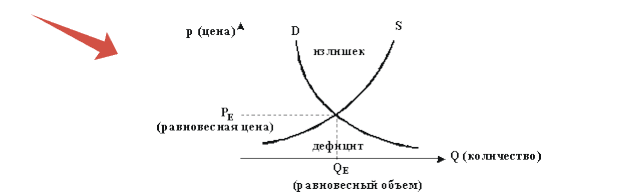 p (цена)
D
S
излишек
P_E
(равновесная цена)
дефицит
Q (количество)
Q_E
(равновесный объем)